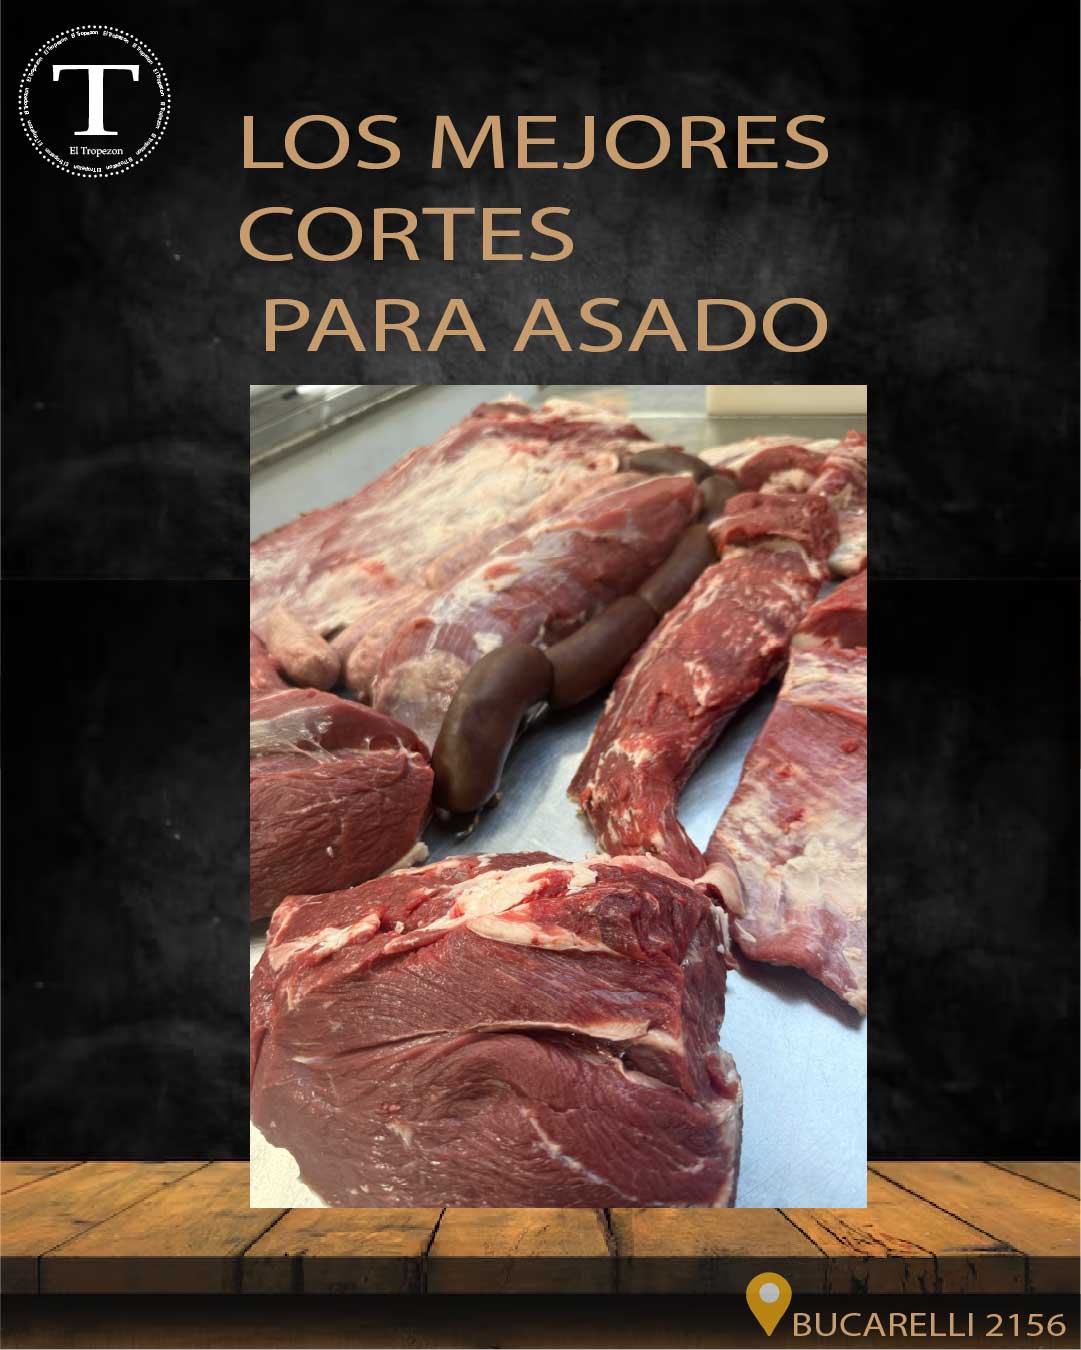 T
El Tropezon
LOS MEJORES
CORTES
PARA ASADO
BUCARELLI 2156